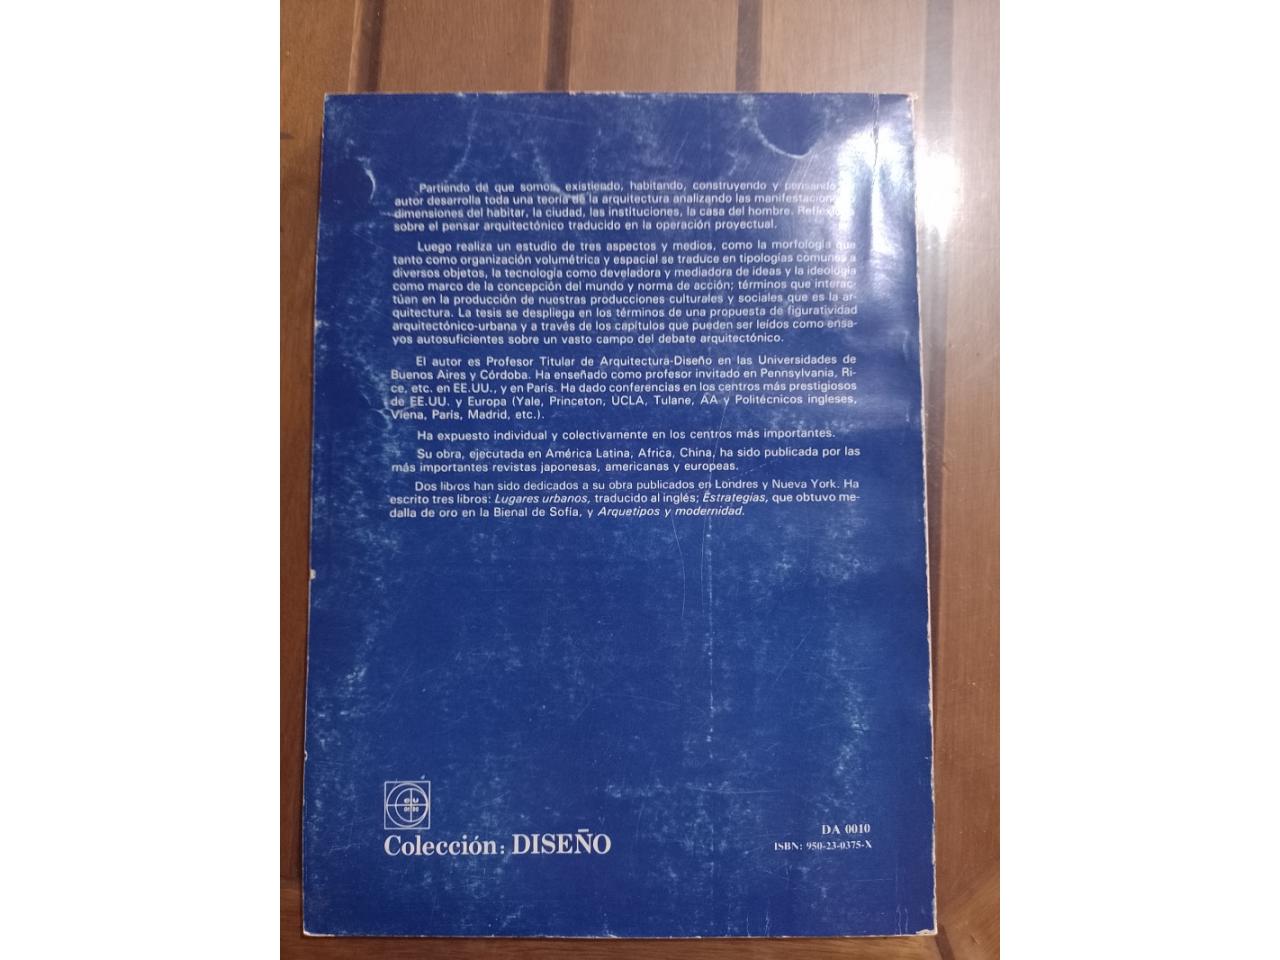 Partiendo de que somos, existiendo, habitando, construyendo y pensando,
autor desarrolla toda una teoría de la arquitectura analizando las manifestaciones
dimensiones del habitar, la ciudad, las instituciones, la casa del hombre. Reflexiona
sobre el pensar arquitectónico traducido en la operación proyectual.
Luego realiza un estudio de tres aspectos y medios, como la morfología que
tanto como organización volumétrica y espacial se traduce en tipologías comunes a
diversos objetos, la tecnología como develadora y mediadora de ideas y la ideología
como marco de la concepción del mundo y norma de acción; términos que interac-
túan en la producción de nuestras producciones culturales y sociales que es la ar-
quitectura. La tesis se despliega en los términos de una propuesta de figuratividad
arquitectónico-urbana y a través de los capítulos que pueden ser leídos como ensa-
yos autosuficientes sobre un vasto campo del debate arquitectónico.
El autor es Profesor Titular de Arquitectura-Diseño en las Universidades de
Buenos Aires y Córdoba. Ha enseñado como profesor invitado en Pennsylvania, Ri-
ce, etc. en EE.UU., y en París. Ha dado conferencias en los centros más prestigiosos
de EE.UU. y Europa (Yale, Princeton, UCLA, Tulane, AA y Politécnicos ingleses,
Viena, París, Madrid, etc.).
Ha expuesto individual y colectivamente en los centros más importantes.
Su obra, ejecutada en América Latina, Africa, China, ha sido publicada por las
más importantes revistas japonesas, americanas y europeas.
Dos libros han sido dedicados a su obra publicados en Londres y Nueva York. Ha
escrito tres libros: Lugares urbanos, traducido al inglés; Estrategias, que obtuvo me-
dalla de oro en la Bienal de Sofía, y Arquetipos y modernidad.
Colección: DISEÑO
DA 0010
ISBN: 950-23-0375-X